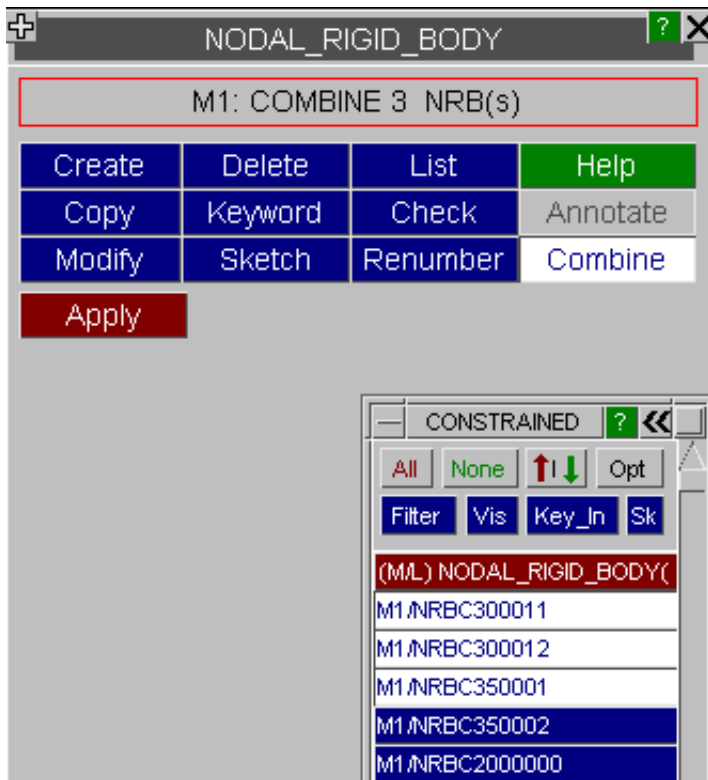 NODAL_RIGID_BODY ? X
M1: COMBINE 3 NRB(s)
Create Delete List Help
Copy Keyword Check Annotate
Modify Sketch Renumber Combine
Apply
CONSTRAINED ?
All None Opt
Filter Vis Key_In Sk
(M/L) NODAL_RIGID_BODY(
M1/NRBC300011
M1/NRBC300012
M1/NRBC350001
M1/NRBC350002
M1/NRBC2000000